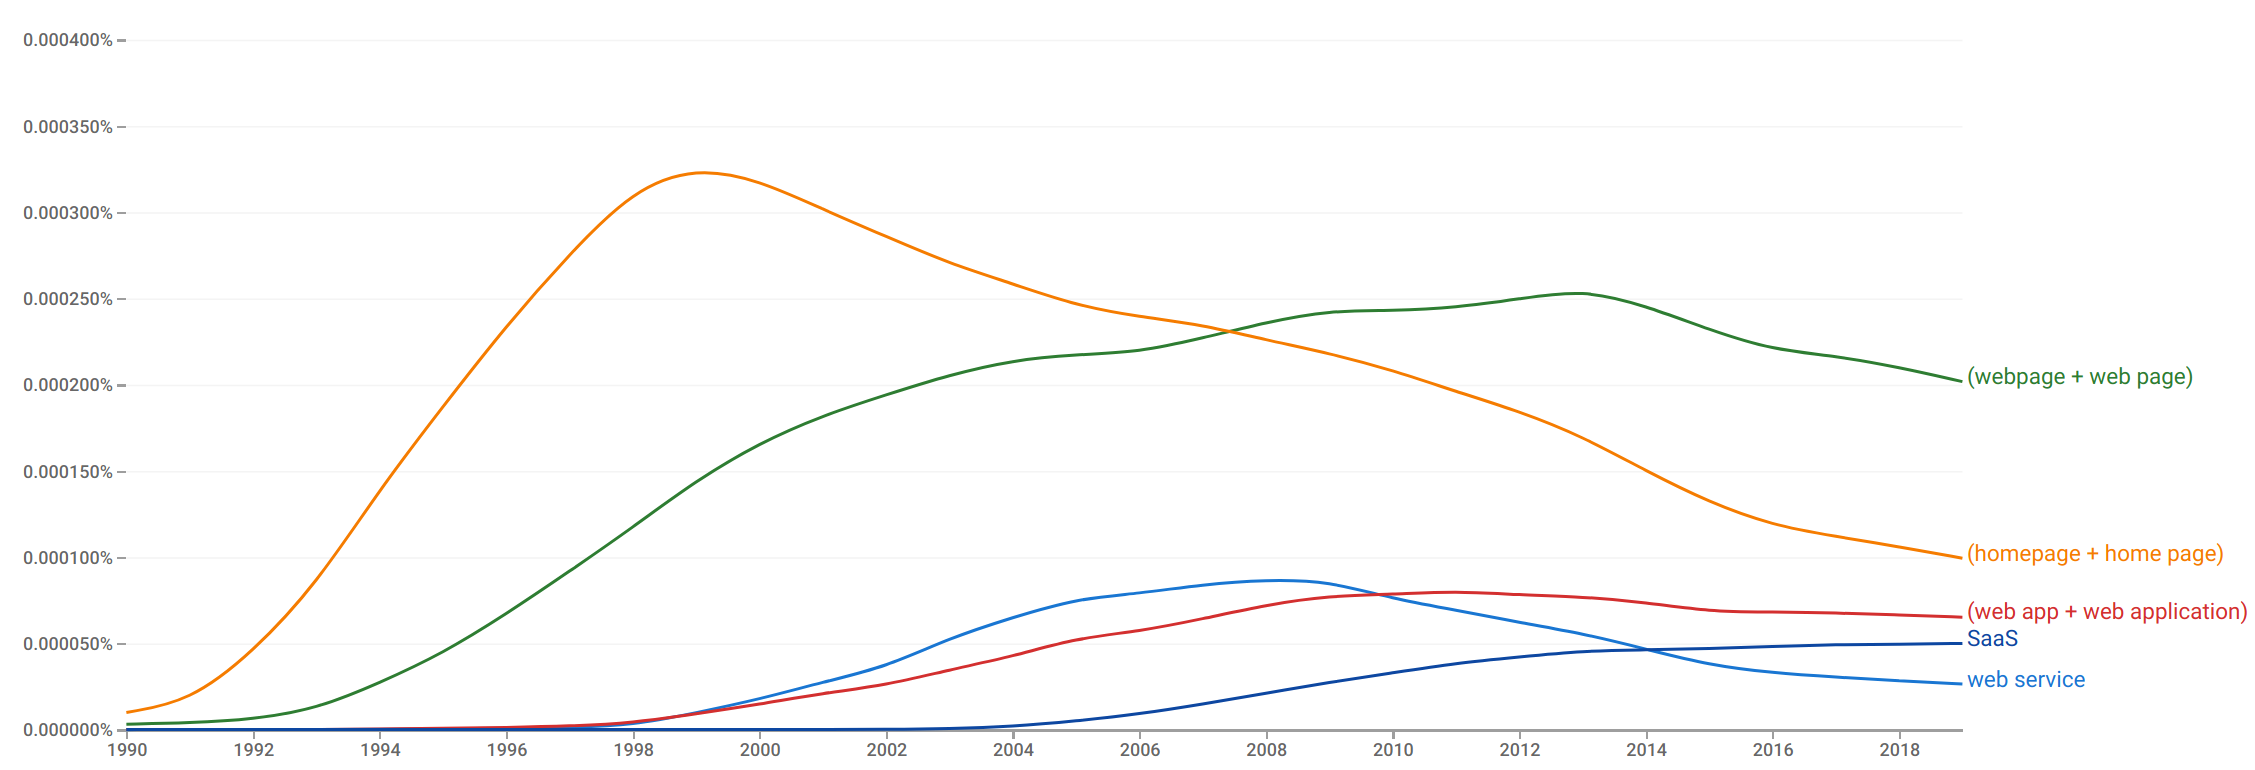 0.000400%
0.000350%
0.000300%
0.000250%
0.000200%
0.000150%
0.000100%
0.000050%
0.000000%
1990 1992 1994 1996 1998 2000 2002 2004 2006 2008 2010 2012 2014 2016 2018
(webpage + web page)
(homepage + home page)
(web app + web application)
SaaS
web service